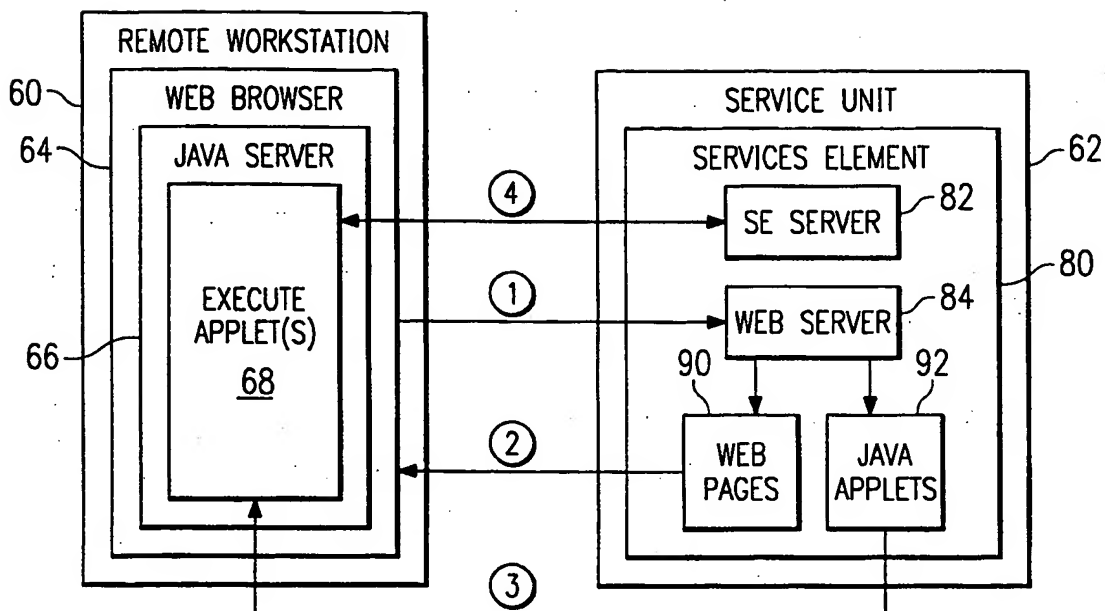 REMOTE WORKSTATION
60
WEB BROWSER
64
JAVA SERVER
66
EXECUTE
APPLET(S)
68
4
1
2
3
SERVICE UNIT
62
SERVICES ELEMENT
80
SE SERVER
82
WEB SERVER
84
90
WEB
PAGES
92
JAVA
APPLETS